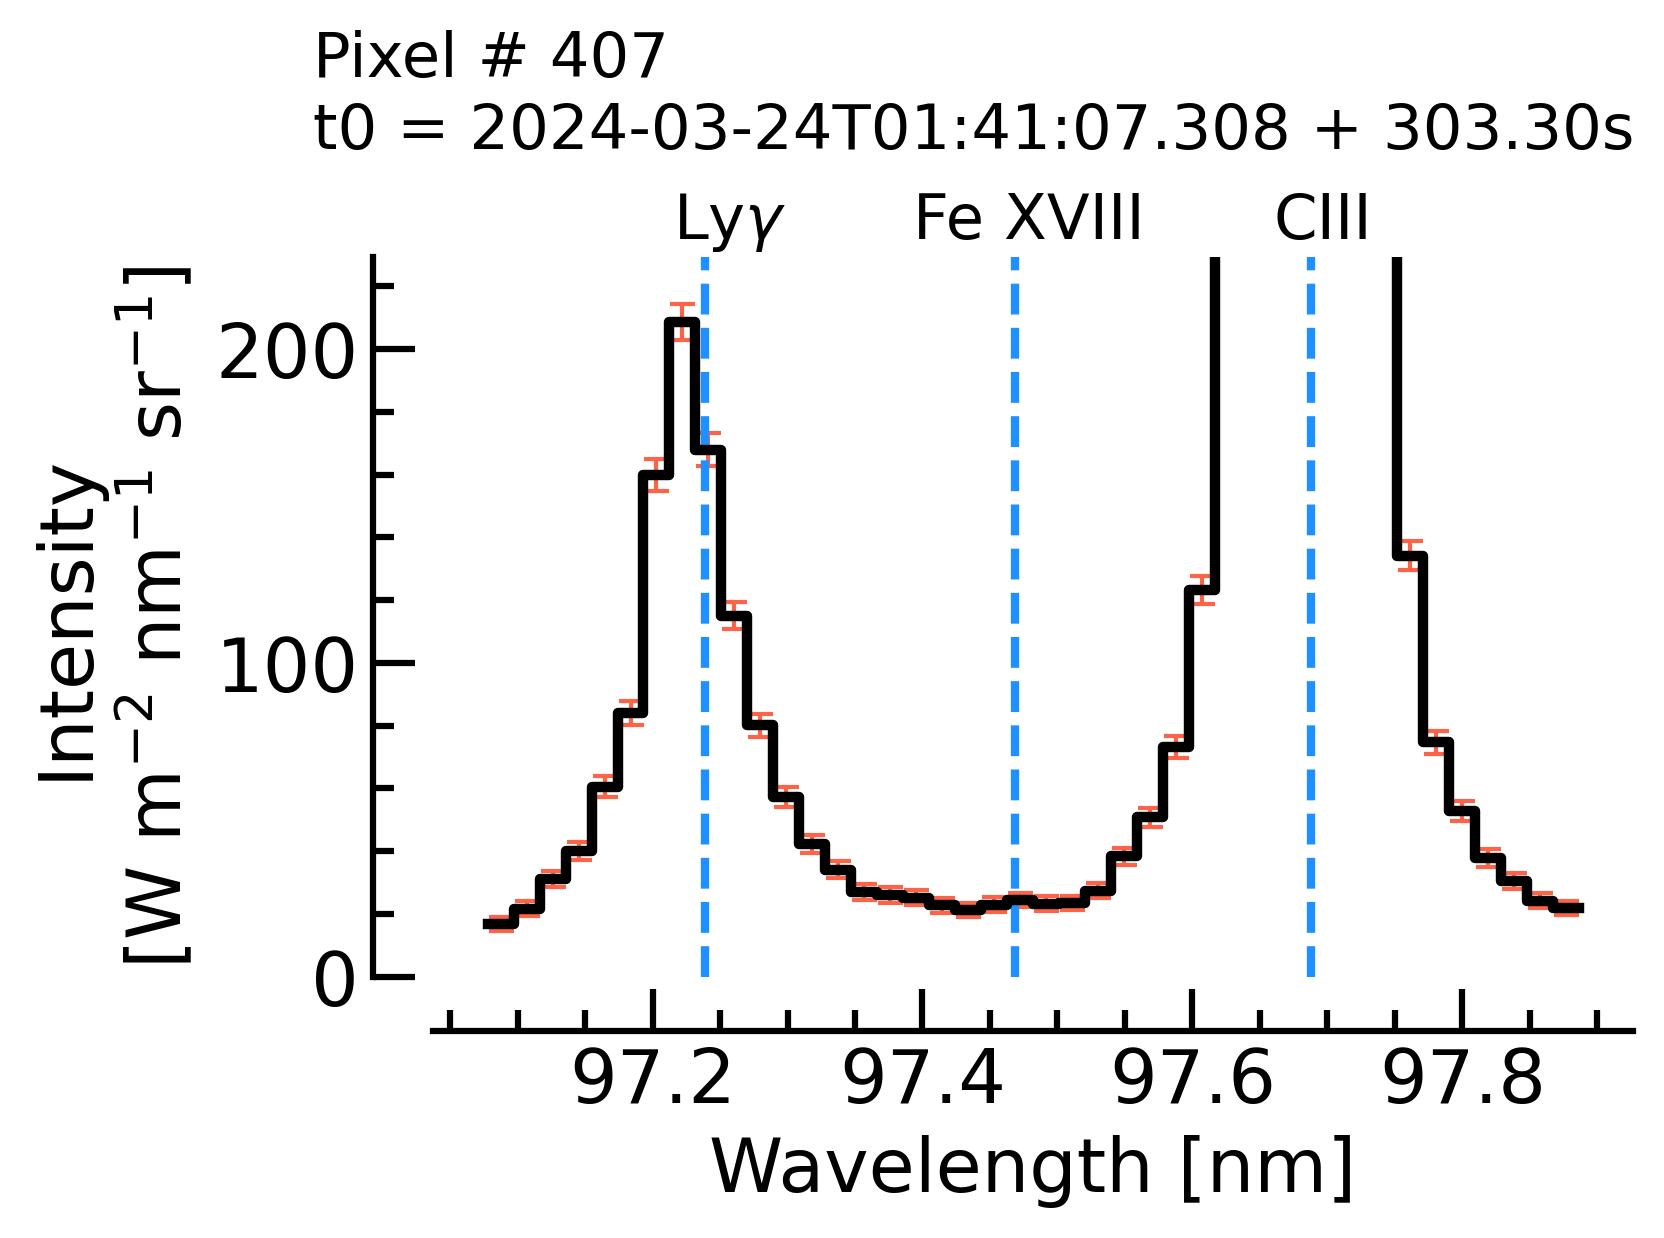 Pixel # 407
t0 = 2024-03-24T01:41:07.308 + 303.30s
Lyγ Fe XVIII CIII
Intensity
[W m⁻² nm⁻¹ sr⁻¹]
200
100
0
97.2 97.4 97.6 97.8
Wavelength [nm]